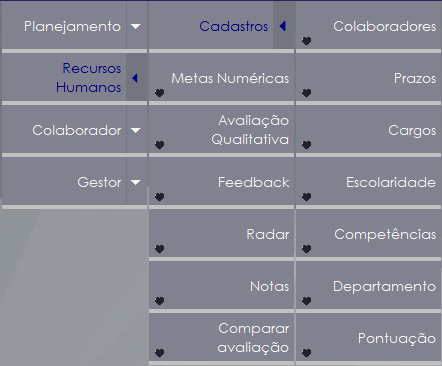 Planejamento
Recursos
Humanos
Colaborador
Gestor
Cadastros
Metas Numéricas
Avaliação
Qualitativa
Feedback
Radar
Notas
Comparar
avaliação
Colaboradores
Prazos
Cargos
Escolaridade
Competências
Departamento
Pontuação